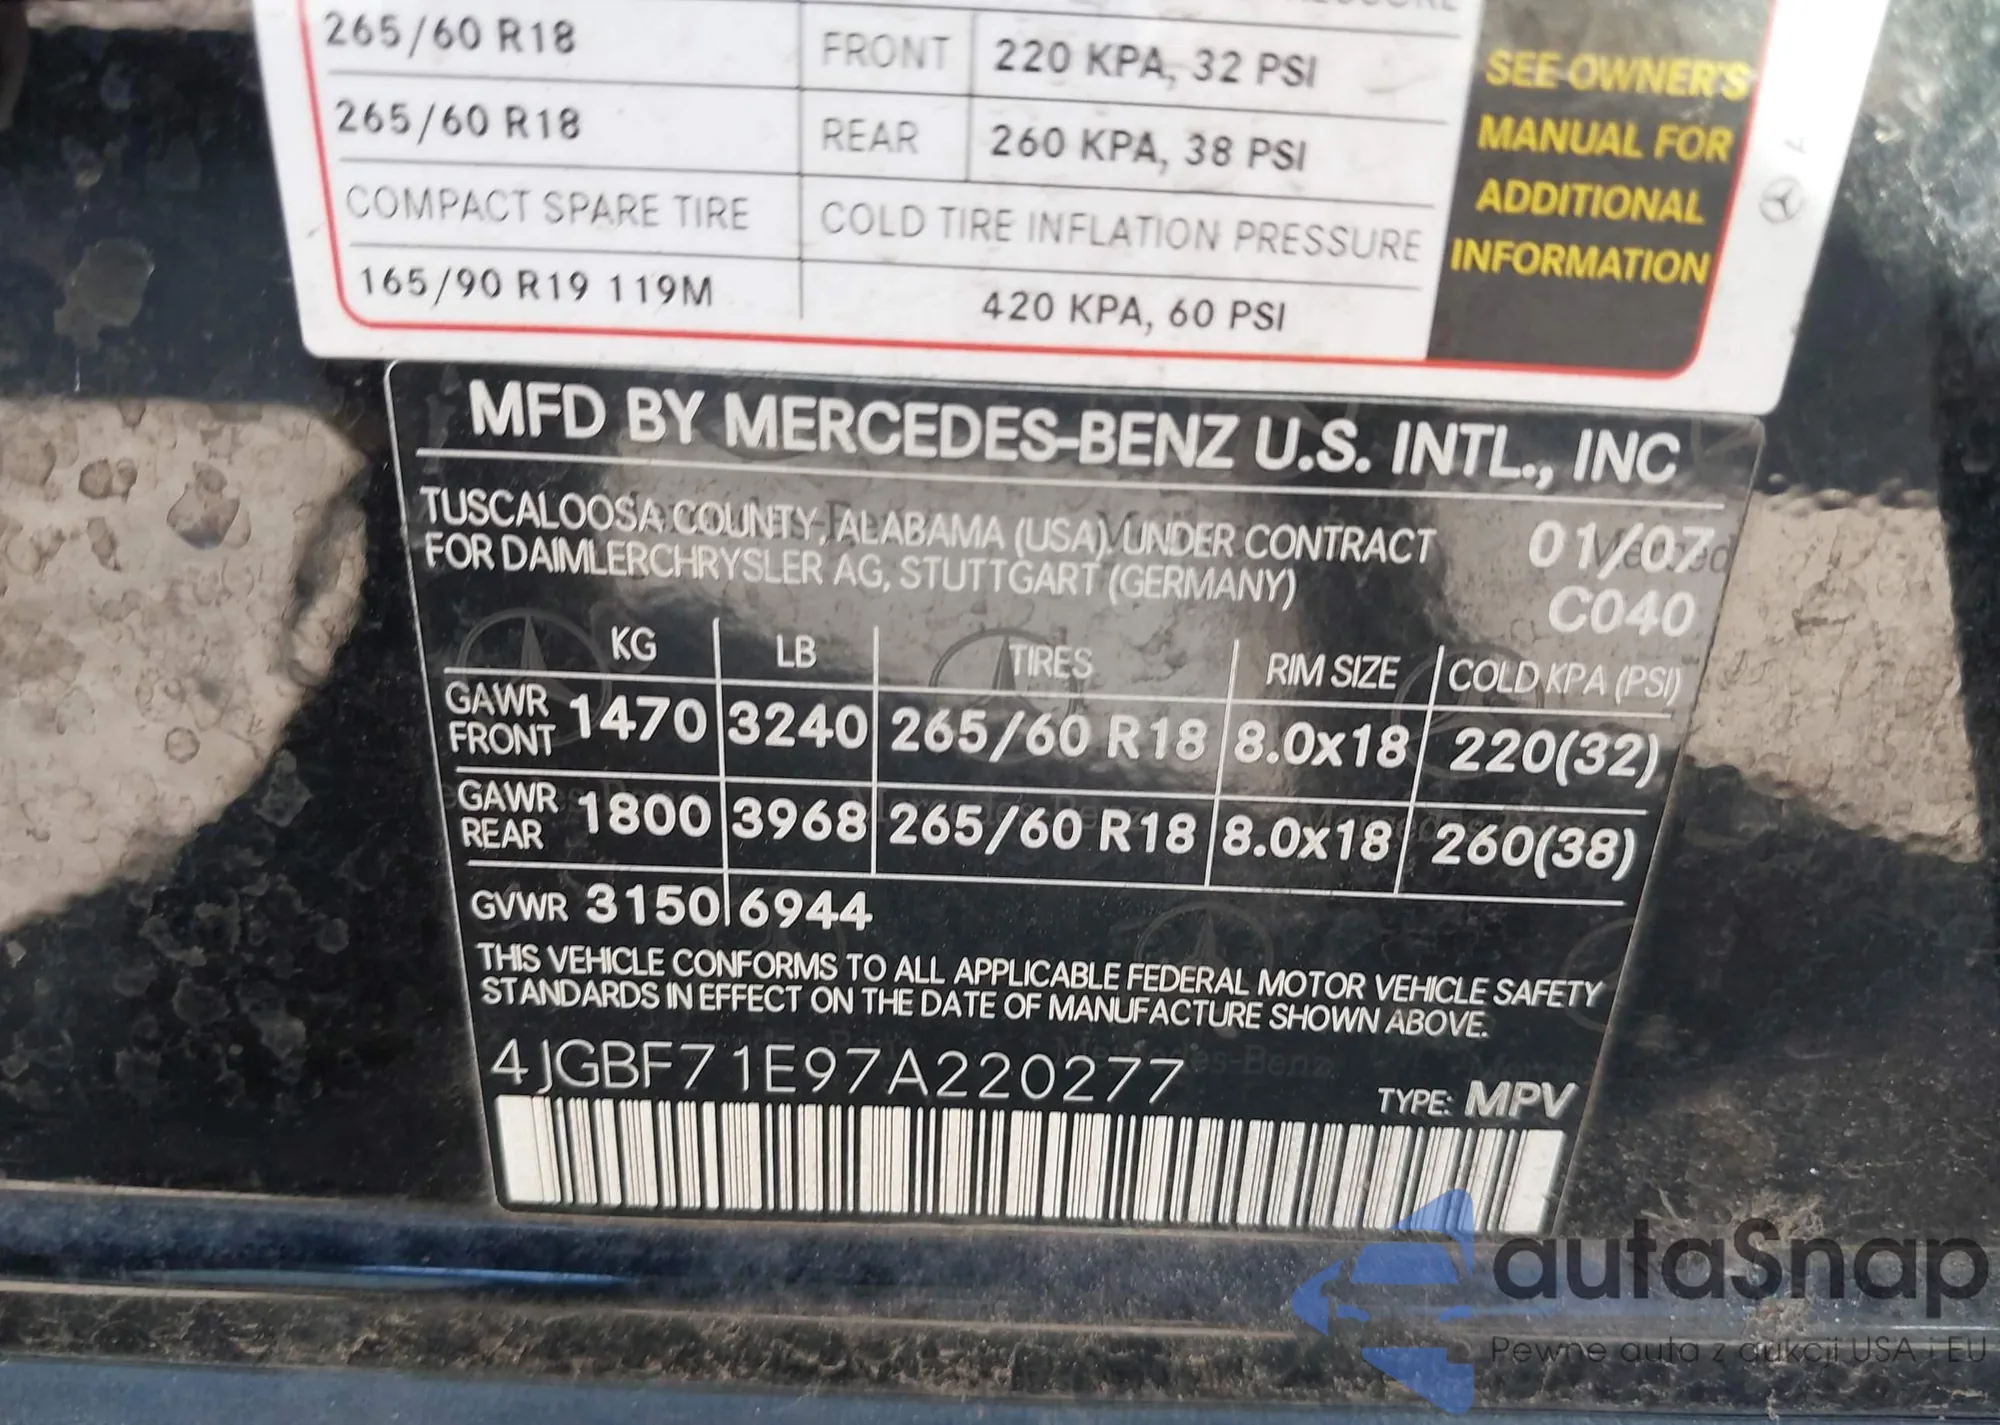 265/60 R18 FRONT 220 KPA, 32 PSI
265/60 R18 REAR 260 KPA, 38 PSI
COMPACT SPARE TIRE COLD TIRE INFLATION PRESSURE
165/90 R19 119M 420 KPA, 60 PSI
SEE OWNER'S
MANUAL FOR
ADDITIONAL
INFORMATION
A
MFD BY MERCEDES-BENZ U.S. INTL., INC
TUSCALOOSA COUNTY, ALABAMA (USA) UNDER CONTRACT
FOR DAIMLERCHRYSLER AG, STUTTGART (GERMANY)
01/07
C040
KG LB TIRES RIM SIZE COLD KPA (PSI)
GAWR FRONT 1470 3240 265/60 R18 8.0x18 220(32)
GAWR REAR 1800 3968 265/60 R18 8.0x18 260(38)
GVWR 3150 6944
THIS VEHICLE CONFORMS TO ALL APPLICABLE FEDERAL MOTOR VEHICLE SAFETY
STANDARDS IN EFFECT ON THE DATE OF MANUFACTURE SHOWN ABOVE.
4JGBF71E97A220277
TYPE: MPV
autaSnap
Pewne auta z aukcji USA i EU